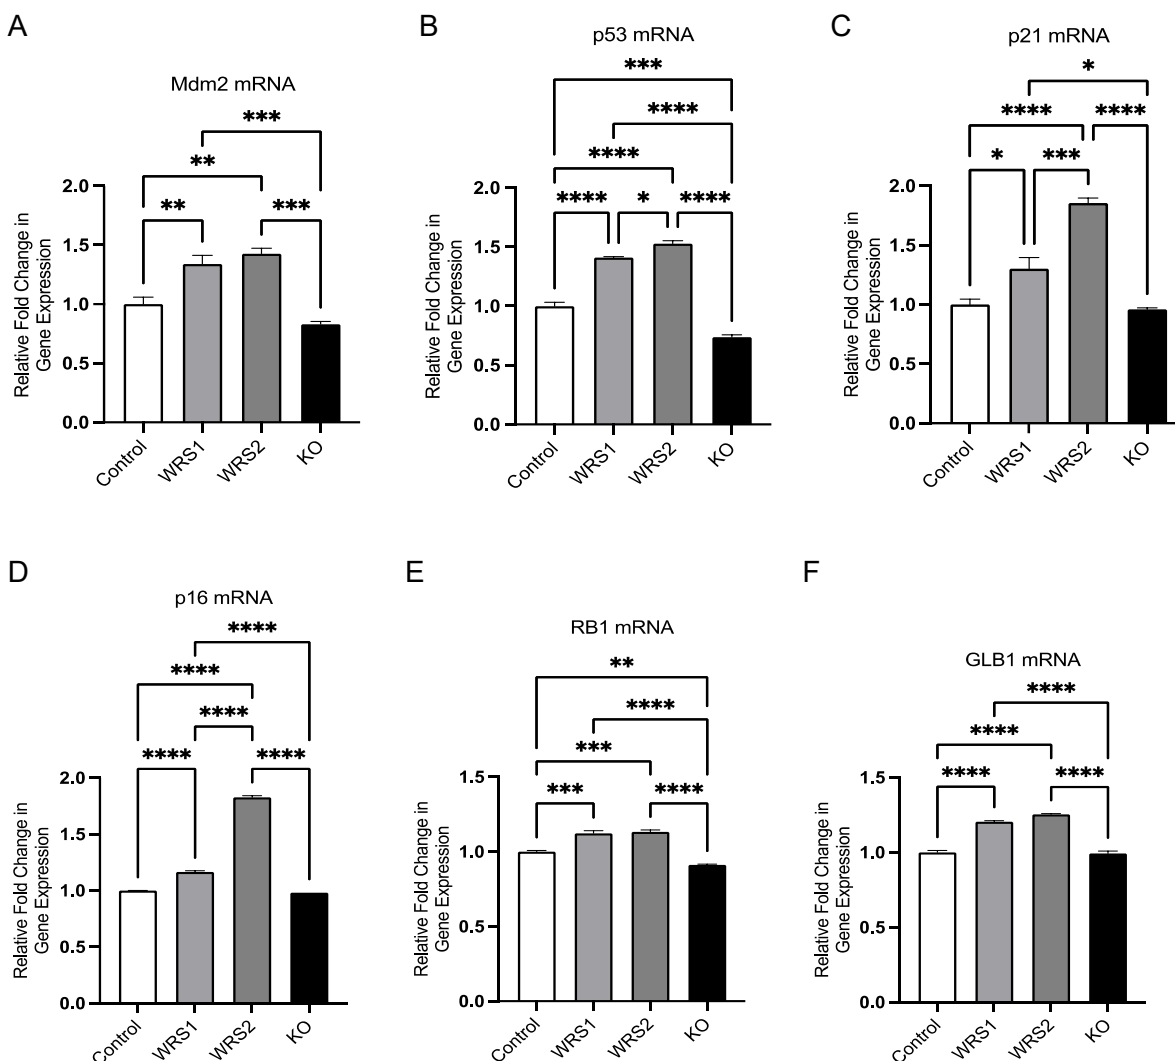 A
Mdm2 mRNA
***
**
** ***
Relative Fold Change in
Gene Expression
2.0
1.5
1.0
0.5
0.0
Control
WRS1
WRS2
KO
B
p53 mRNA
***
****
****
**** * ****
Relative Fold Change in
Gene Expression
2.0
1.5
1.0
0.5
0.0
Control
WRS1
WRS2
KO
C
p21 mRNA
*
**** ****
* ***
Relative Fold Change in
Gene Expression
2.0
1.5
1.0
0.5
0.0
Control
WRS1
WRS2
KO
D
p16 mRNA
****
****
****
**** ****
Relative Fold Change in
Gene Expression
2.0
1.5
1.0
0.5
0.0
Control
WRS1
WRS2
KO
E
RB1 mRNA
**
****
***
*** ****
Relative Fold Change in
Gene Expression
1.5
1.0
0.5
0.0
Control
WRS1
WRS2
KO
F
GLB1 mRNA
****
****
**** ****
Relative Fold Change in
Gene Expression
1.5
1.0
0.5
0.0
Control
WRS1
WRS2
KO